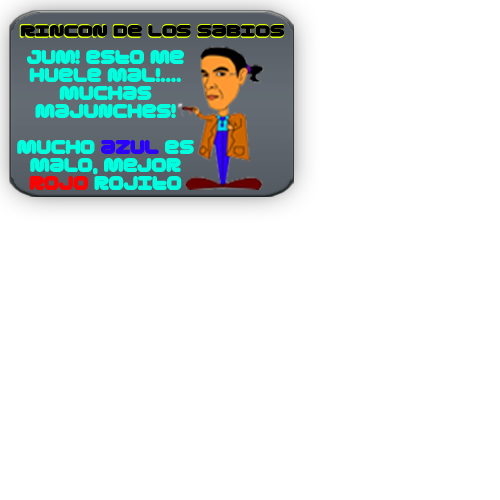 RINCON DE LOS SABIOS
JUM! ESTO ME
HUELE MAL!....
MUCHAS
MAJUNCHES!
MUCHO AZUL ES
MALO, MEJOR
ROJO ROJITO